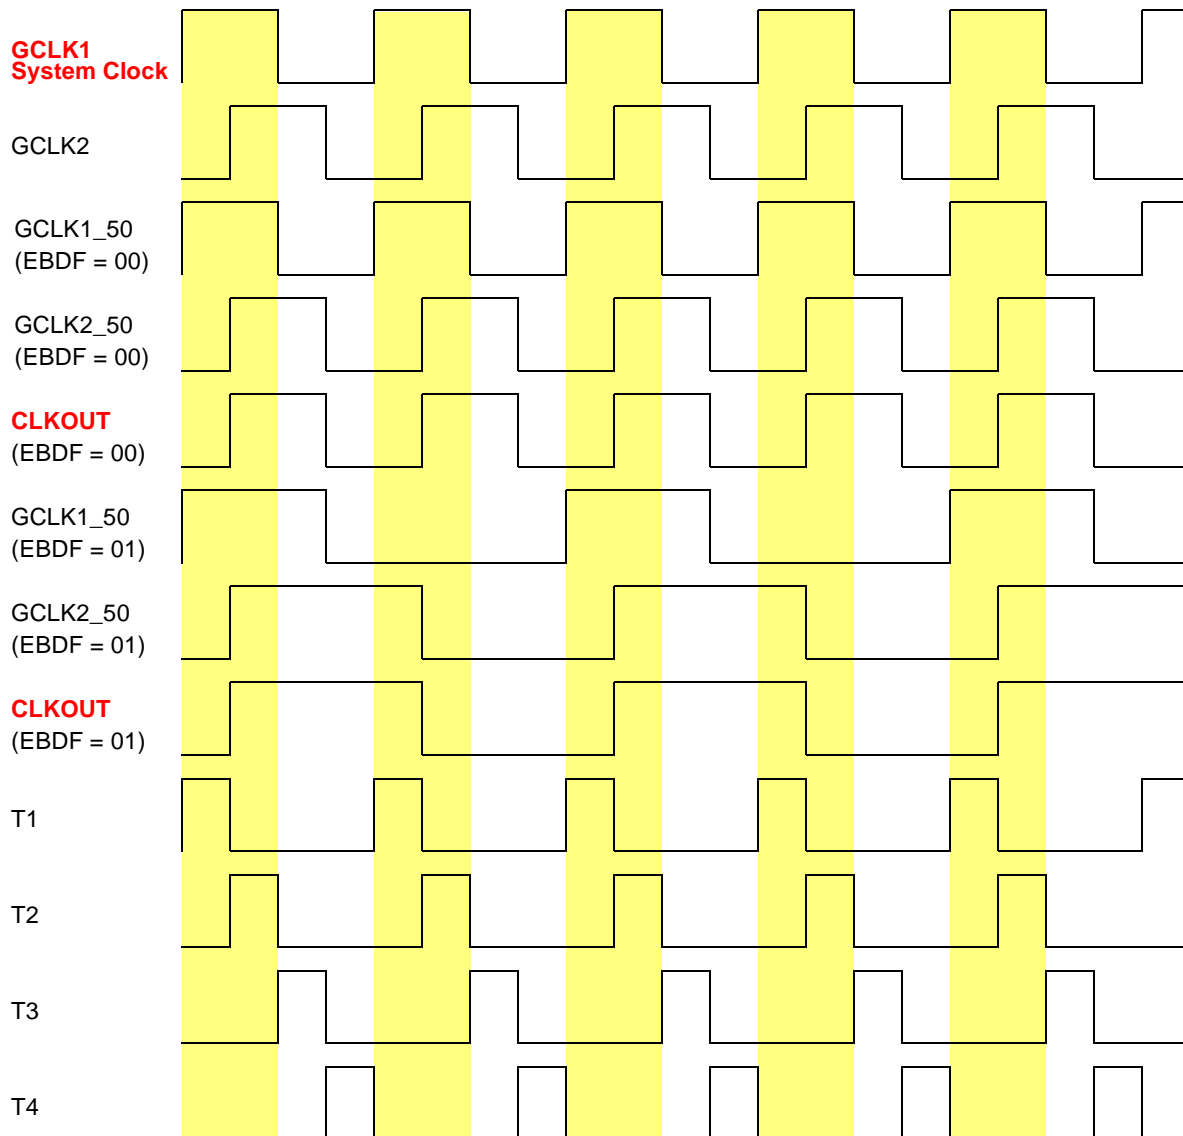 GCLK1
System Clock
GCLK2
GCLK1_50
(EBDF = 00)
GCLK2_50
(EBDF = 00)
CLKOUT
(EBDF = 00)
GCLK1_50
(EBDF = 01)
GCLK2_50
(EBDF = 01)
CLKOUT
(EBDF = 01)
T1
T2
T3
T4